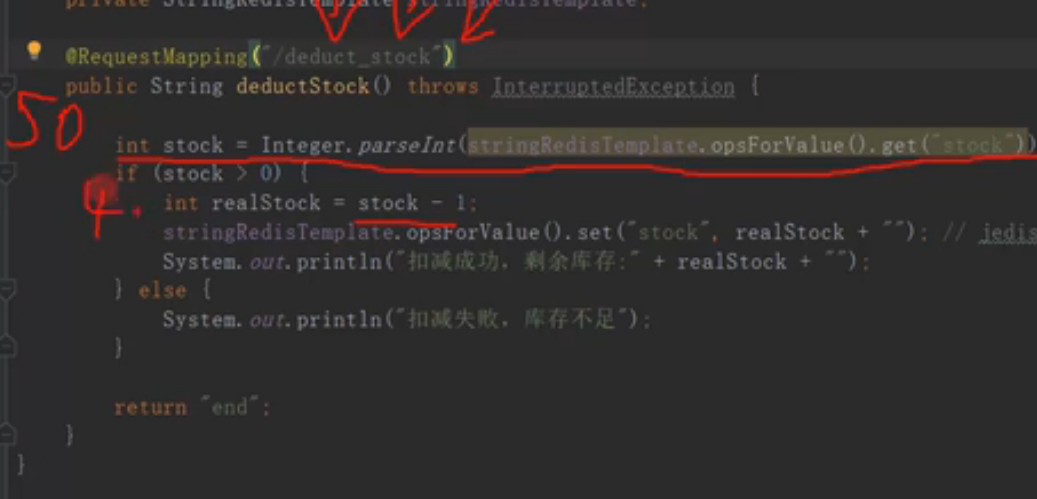 private StringRedisTemplate stringRedisTemplate;
@RequestMapping("/deduct_stock")
public String deductStock() throws InterruptedException {
50
int stock = Integer.parseInt(stringRedisTemplate.opsForValue().get("stock"))
if (stock > 0) {
int realStock = stock - 1;
stringRedisTemplate.opsForValue().set("stock", realStock + ""); // jedis
System.out.println("扣减成功，剩余库存:" + realStock + "");
} else {
System.out.println("扣减失败，库存不足");
}
return "end";
}
}